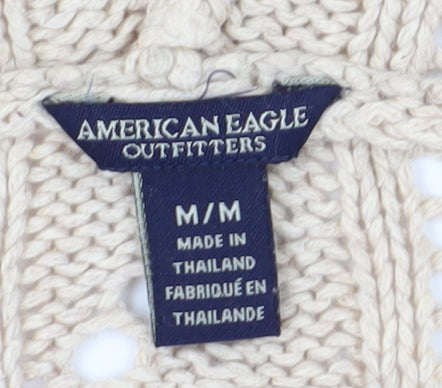 AMERICAN EAGLE
OUTFITTERS
M/M
MADE IN
THAILAND
FABRIQUÉ EN
THAILANDE